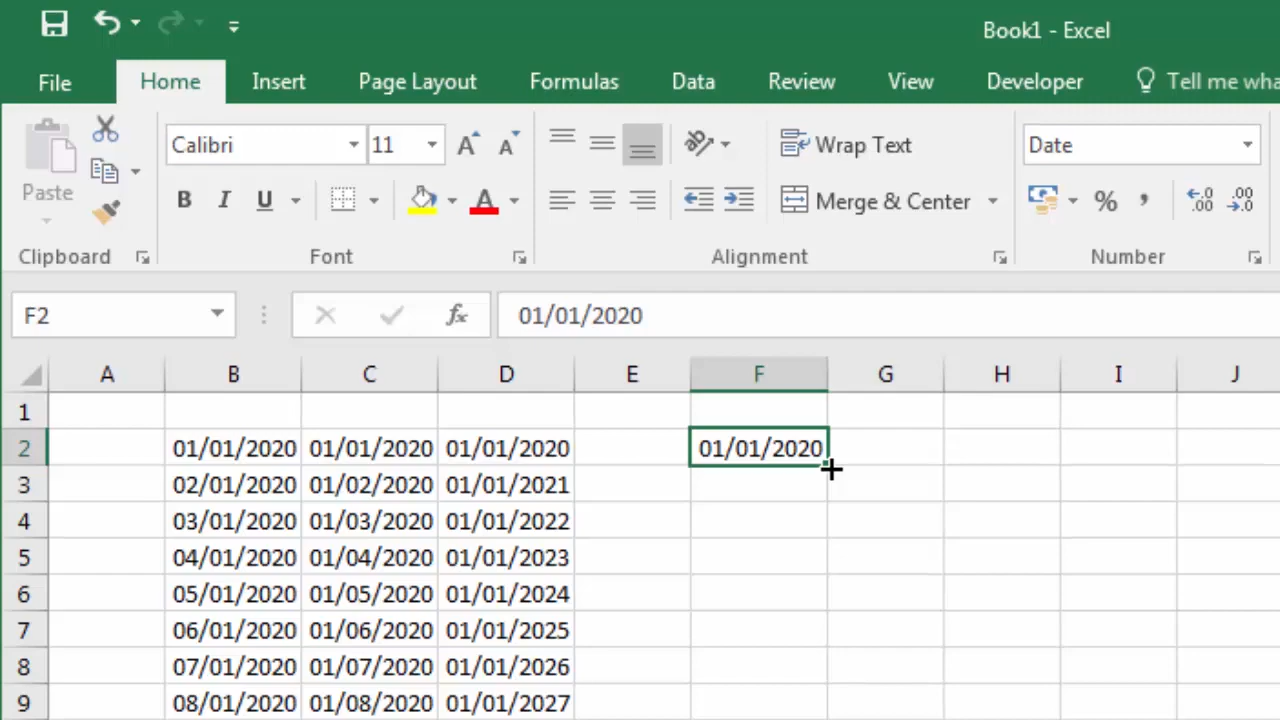 Book1 - Excel
File Home Insert Page Layout Formulas Data Review View Developer Tell me wha
Paste
Calibri 11
B I U A
A A
Wrap Text
Merge & Center
Date
% , .0 .00 .00 .0
Clipboard Font Alignment Number
F2 fx 01/01/2020
A B C D E F G H I J
1
2 01/01/2020 01/01/2020 01/01/2020 01/01/2020
3 02/01/2020 01/02/2020 01/01/2021
4 03/01/2020 01/03/2020 01/01/2022
5 04/01/2020 01/04/2020 01/01/2023
6 05/01/2020 01/05/2020 01/01/2024
7 06/01/2020 01/06/2020 01/01/2025
8 07/01/2020 01/07/2020 01/01/2026
9 08/01/2020 01/08/2020 01/01/2027